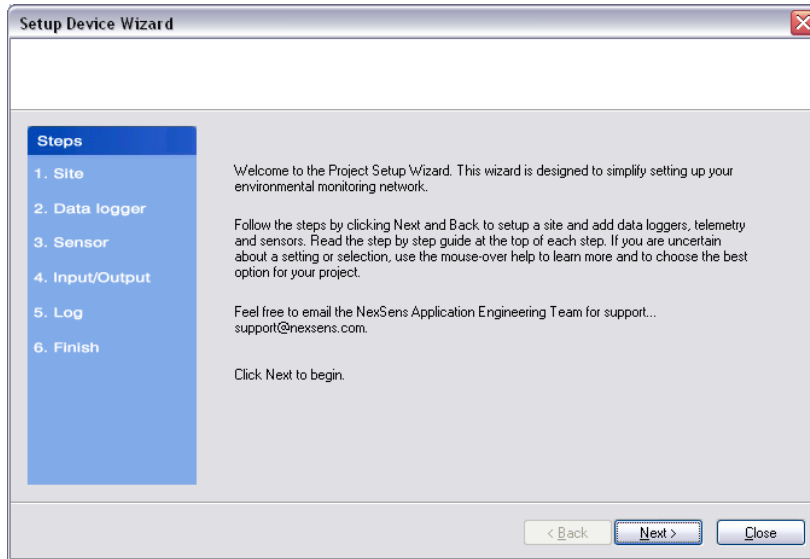 Setup Device Wizard
Steps
1. Site
2. Data logger
3. Sensor
4. Input/Output
5. Log
6. Finish
Welcome to the Project Setup Wizard. This wizard is designed to simplify setting up your
environmental monitoring network.
Follow the steps by clicking Next and Back to setup a site and add data loggers, telemetry
and sensors. Read the step by step guide at the top of each step. If you are uncertain
about a setting or selection, use the mouse-over help to learn more and to choose the best
option for your project.
Feel free to email the NexSens Application Engineering Team for support...
support@nexsens.com.
Click Next to begin.
< Back
Next >
Close